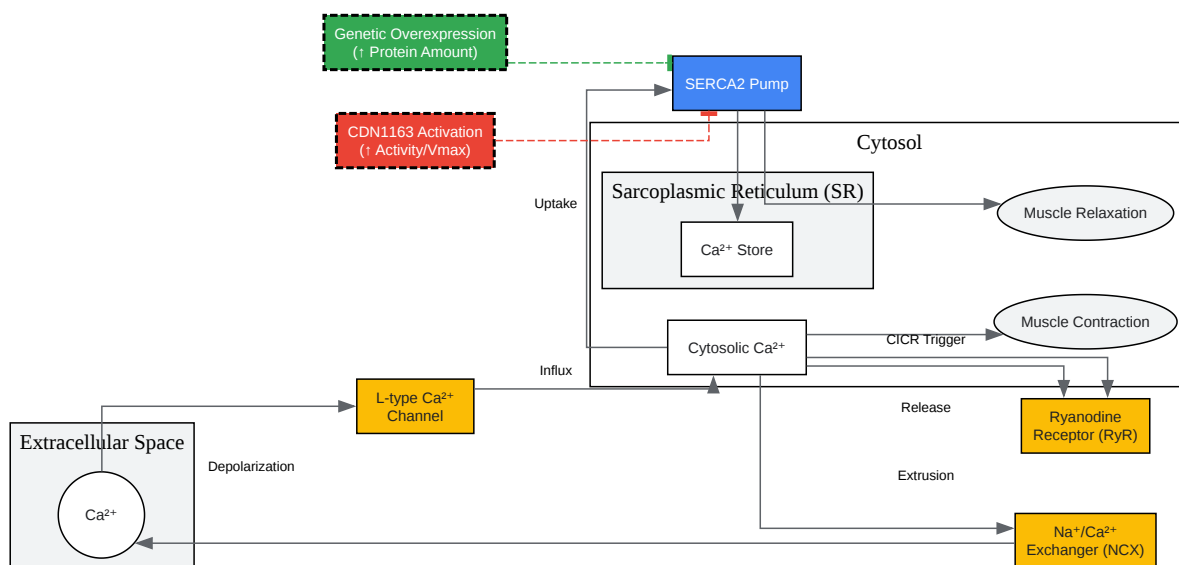 Genetic Overexpression
(↑ Protein Amount)
SERCA2 Pump
CDN1163 Activation
(↑ Activity/Vmax)
Cytosol
Sarcoplasmic Reticulum (SR)
Uptake
Muscle Relaxation
Ca²⁺ Store
Muscle Contraction
Cytosolic Ca²⁺
CICR Trigger
Influx
L-type Ca²⁺
Channel
Release
Ryanodine
Receptor (RyR)
Extracellular Space
Depolarization
Extrusion
Ca²⁺
Na⁺/Ca²⁺
Exchanger (NCX)